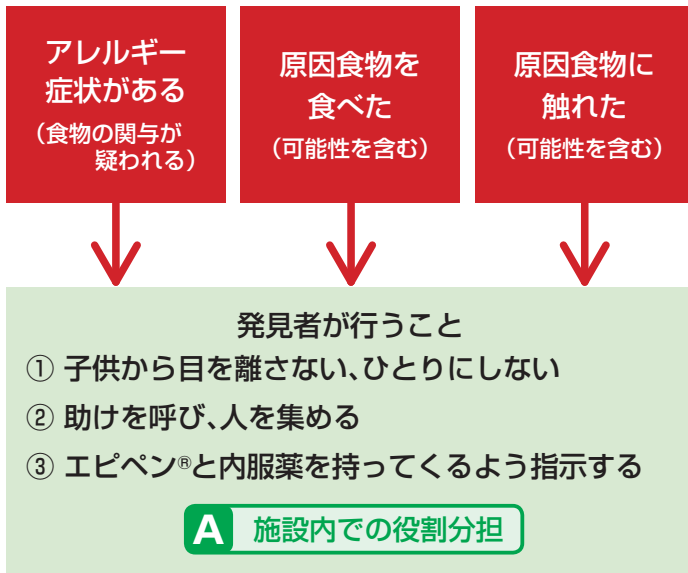 アレルギー
症状がある
(食物の関与が
疑われる)
原因食物を
食べた
(可能性を含む)
原因食物に
触れた
(可能性を含む)
発見者が行うこと
① 子供から目を離さない、ひとりにしない
② 助けを呼び、人を集める
③ エピペン®と内服薬を持ってくるよう指示する
A 施設内での役割分担